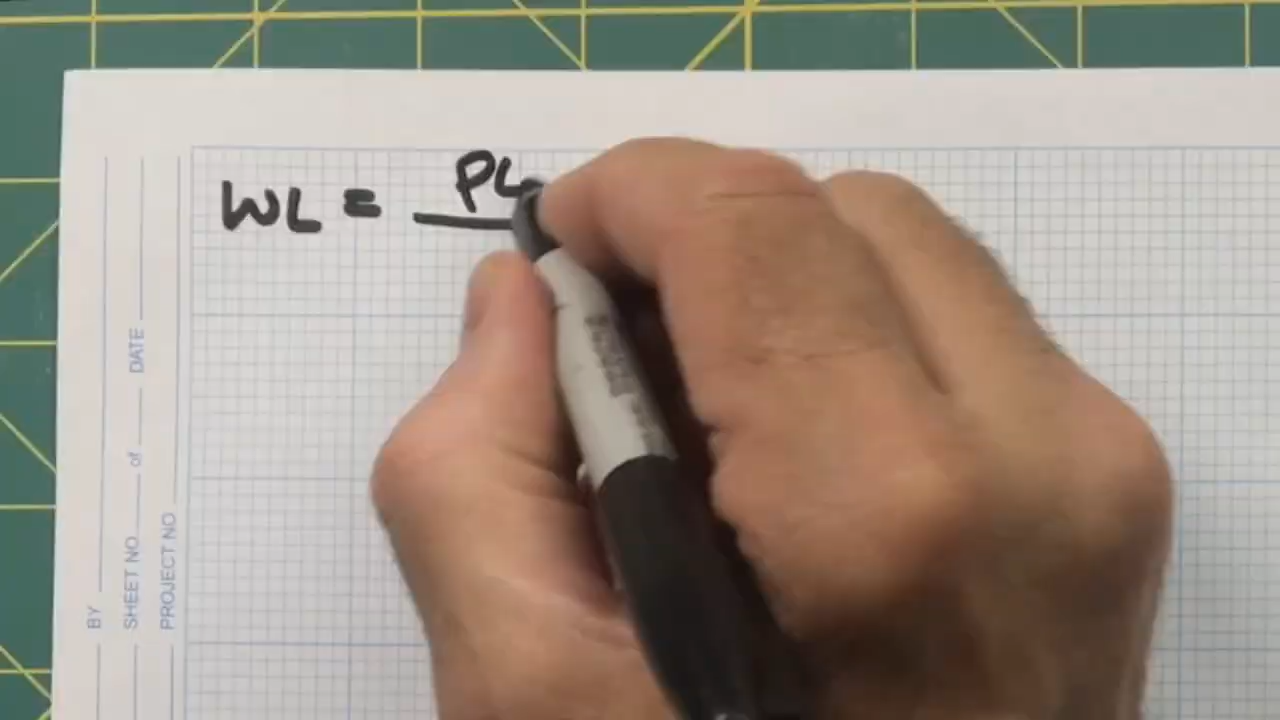 WL = PL
BY
SHEET NO of DATE
PROJECT NO